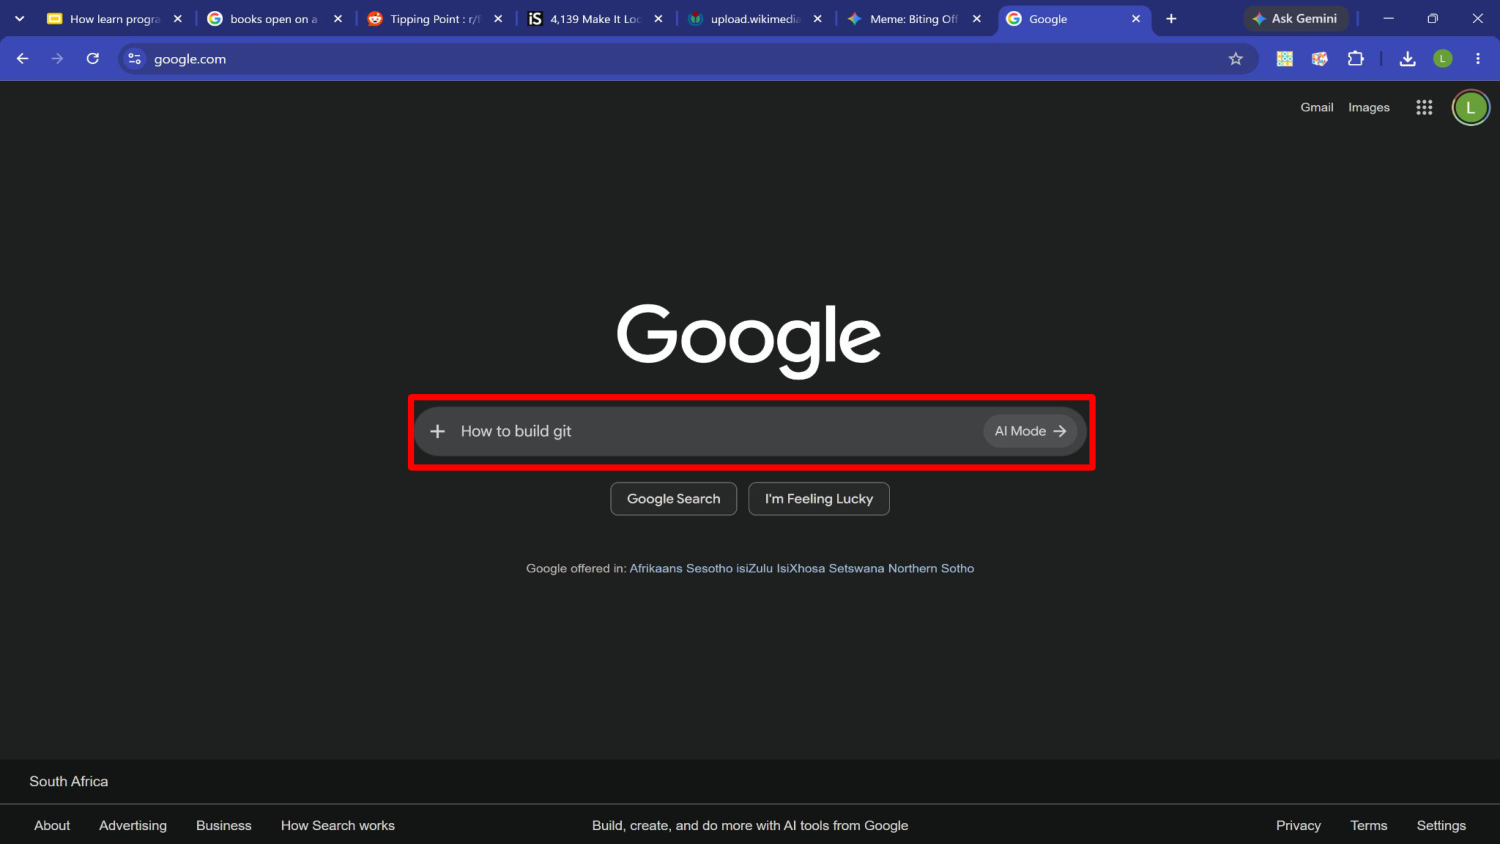 How learn progra
books open on a
Tipping Point : r/
4,139 Make It Loo
upload.wikimedia
Meme: Biting Off
Google
Ask Gemini
google.com
L
Gmail
Images
L
Google
How to build git
AI Mode
Google Search
I'm Feeling Lucky
Google offered in: Afrikaans Sesotho isiZulu IsiXhosa Setswana Northern Sotho
South Africa
About Advertising Business How Search works
Build, create, and do more with AI tools from Google
Privacy Terms Settings